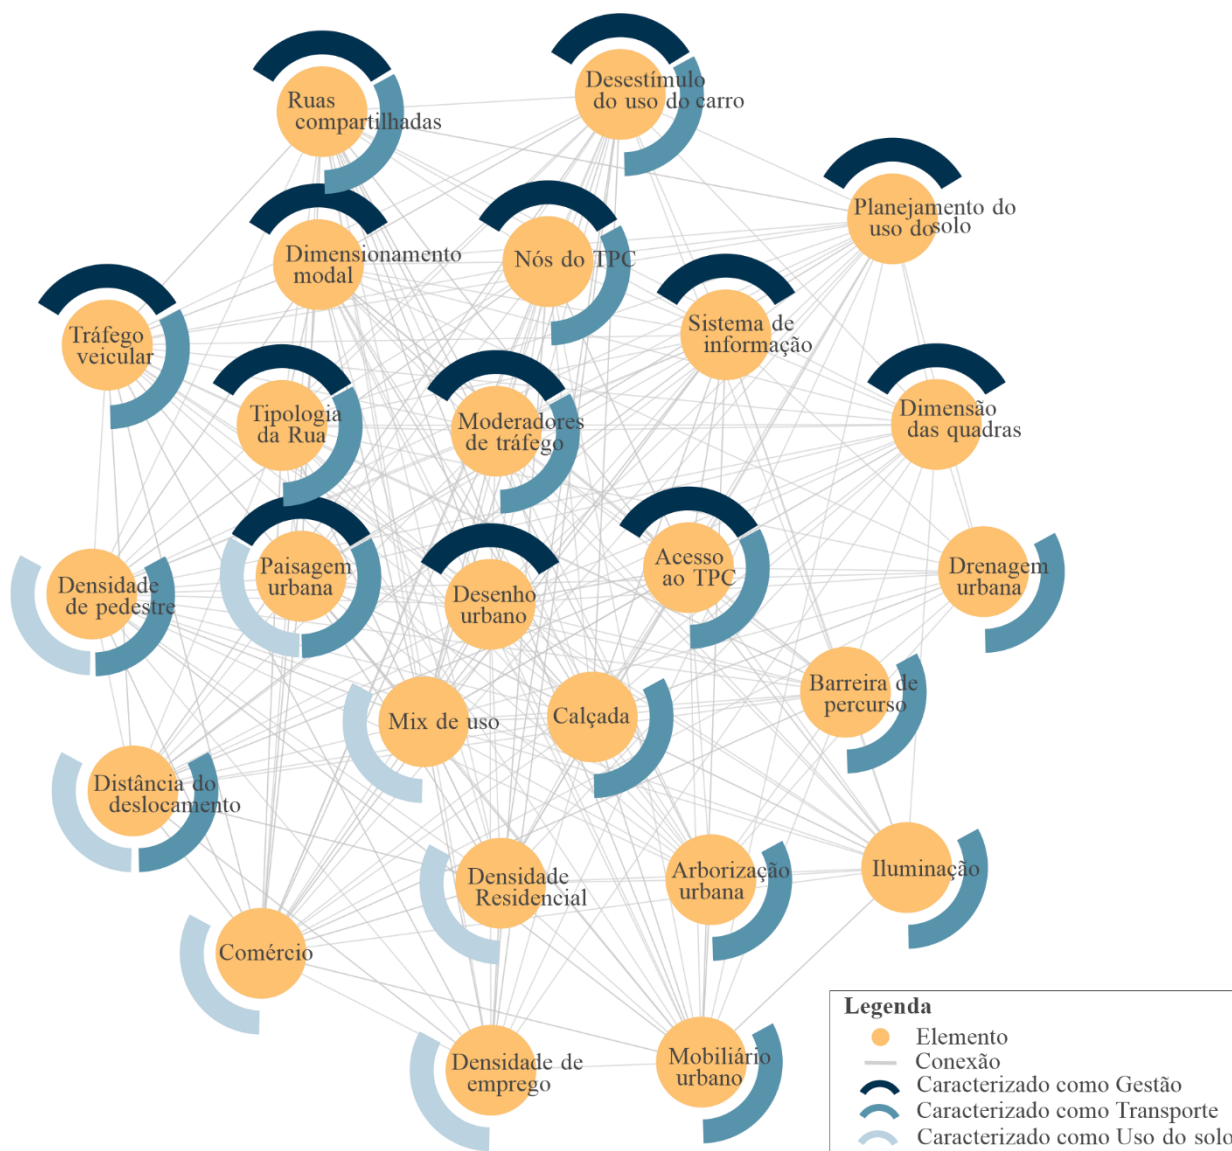 Ruas
compartilhadas
Desestímulo
do uso do carro
Planejamento do
uso do solo
Dimensionamento
modal
Nós do TPC
Sistema de
informação
Tráfego
veicular
Tipologia
da Rua
Moderadores
de tráfego
Dimensão
das quadras
Densidade
de pedestre
Paisagem
urbana
Desenho
urbano
Acesso
ao TPC
Drenagem
urbana
Mix de uso
Calçada
Barreira de
percurso
Distância do
deslocamento
Densidade
Residencial
Arborização
urbana
Iluminação
Comércio
Densidade de
emprego
Mobiliário
urbano
Legenda
Elemento
Conexão
Caracterizado como Gestão
Caracterizado como Transporte
Caracterizado como Uso do solo